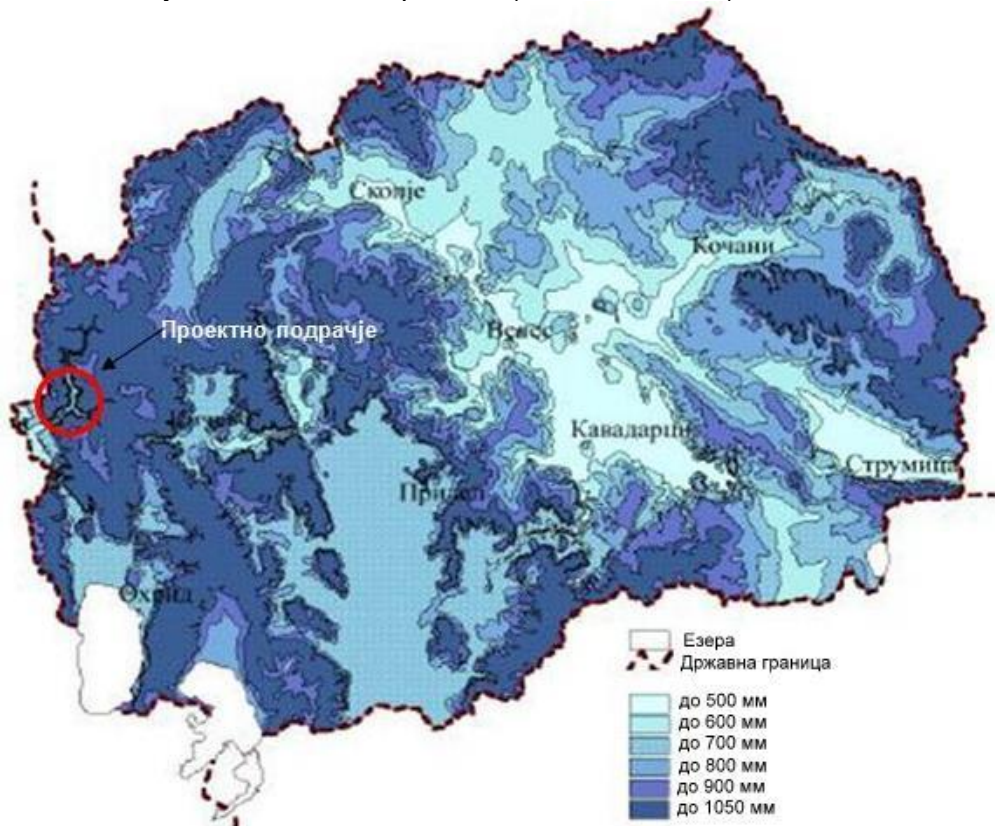 Скопје
Кочани
Велес
Проектно подрачје
Кавадарци
Струмица
Прилеп
Охрид
Езера
Државна граница
до 500 мм
до 600 мм
до 700 мм
до 800 мм
до 900 мм
до 1050 мм